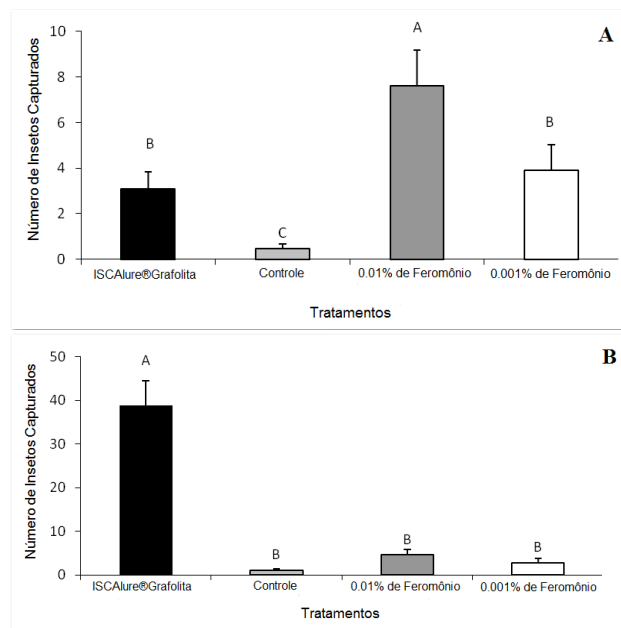 A
Número de Insetos Capturados
10
8
6
4
2
0
B
C
A
B
ISCAlure®Grafolita
Controle
0.01% de Feromônio
0.001% de Feromônio
Tratamentos
B
Número de Insetos Capturados
50
40
30
20
10
0
A
B
B
B
ISCAlure®Grafolita
Controle
0.01% de Feromônio
0.001% de Feromônio
Tratamentos